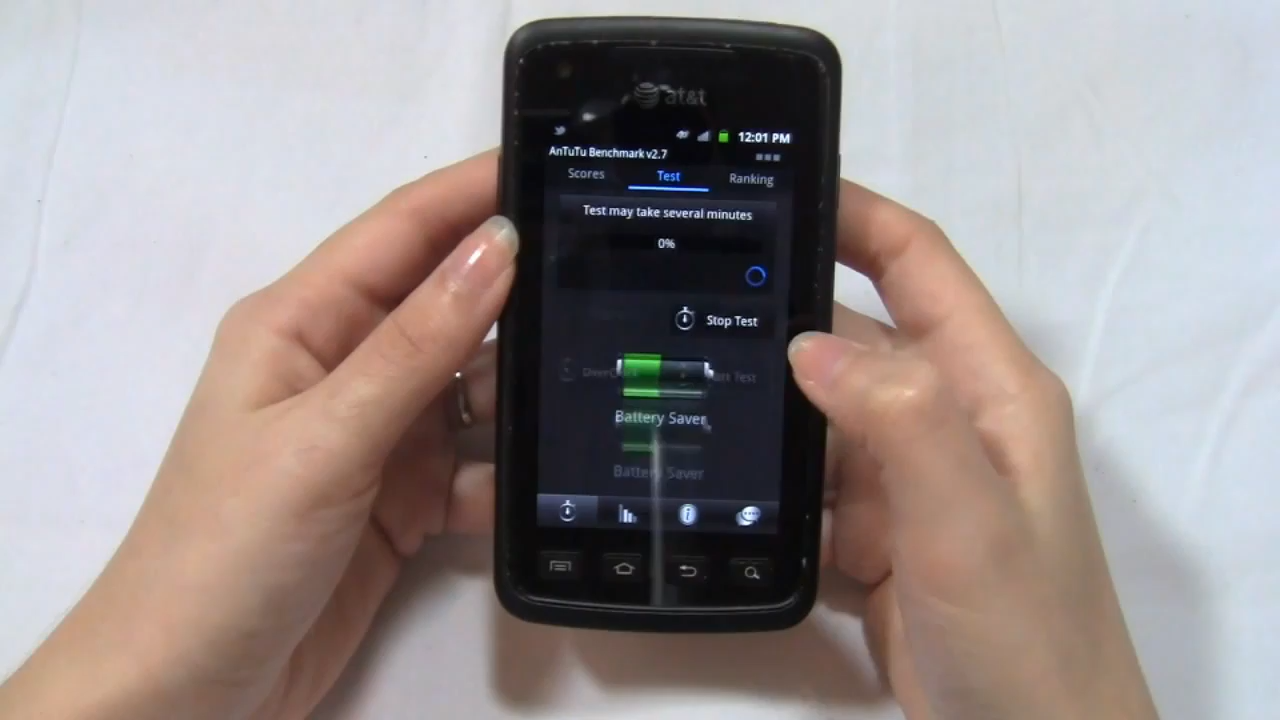 at&t
12:01 PM
AnTuTu Benchmark v2.7
Scores Test Ranking
Test may take several minutes
0%
Stop Test
Battery Saver
Battery Saver